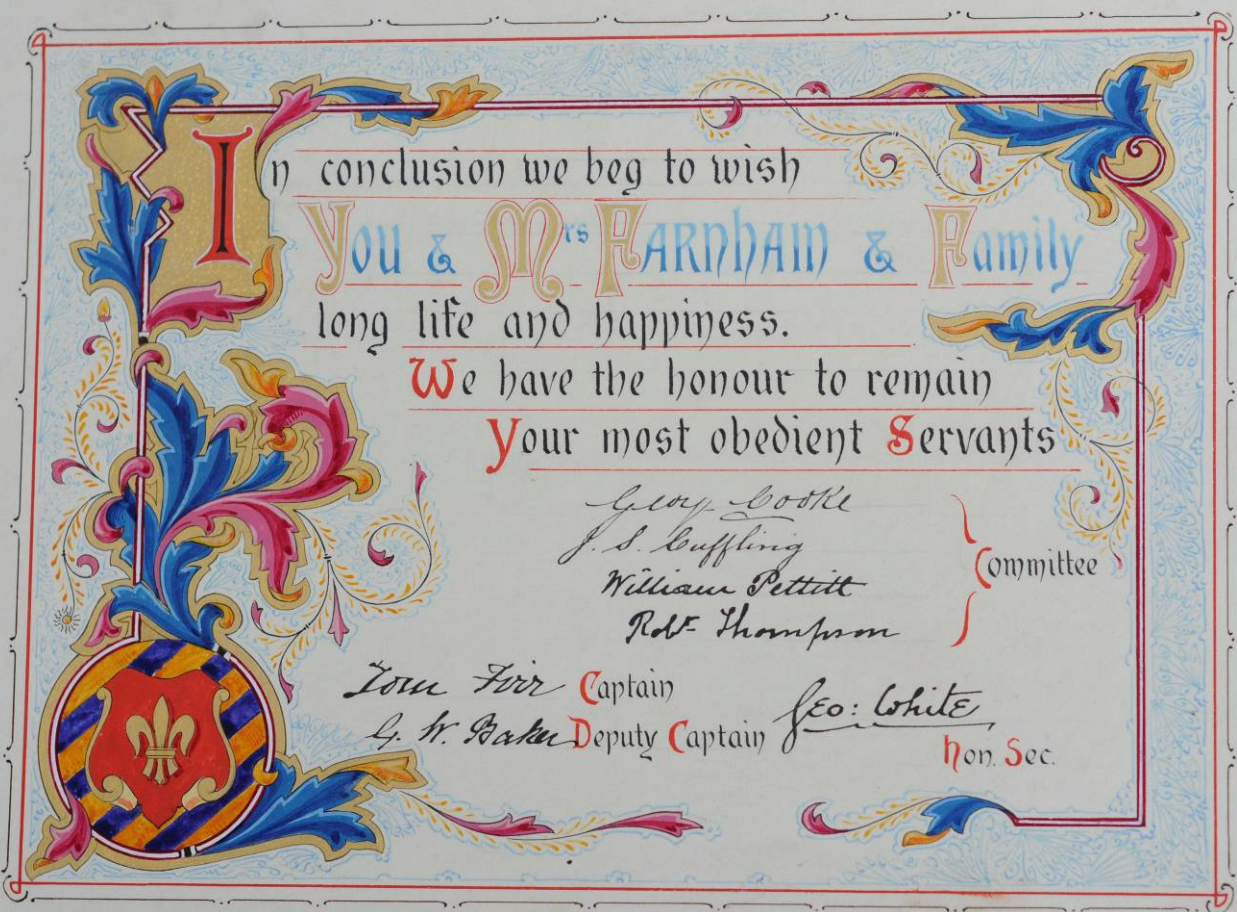 In conclusion we beg to wish
You & Mrs FARNHAM & Family
long life and happiness.
We have the honour to remain
Your most obedient Servants
Cooke
J. S. Cuffling
William Pettitt
Robt Thompson
Committee
Tom Firr Captain
G. W. Baker Deputy Captain
Geo: White
Hon. Sec.